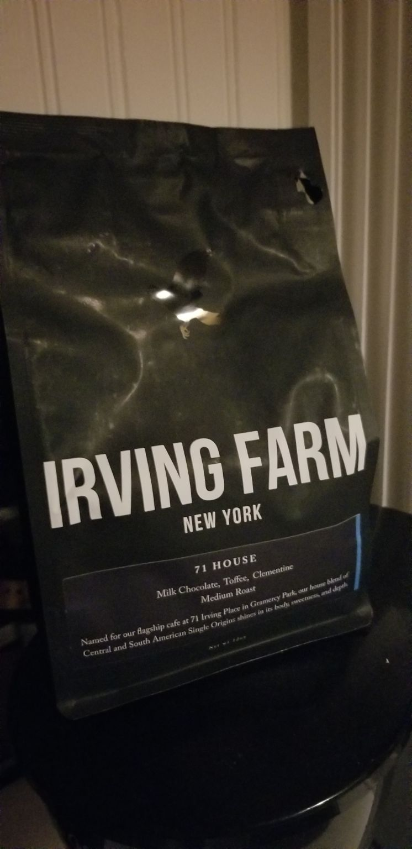 IRVING FARM
NEW YORK
71 HOUSE
Milk Chocolate, Toffee, Clementine
Medium Roast
Named for our flagship cafe at 71 Irving Place in Gramercy Park, our house blend of
Central and South American Single Origins shines in its body, sweetness, and depth.